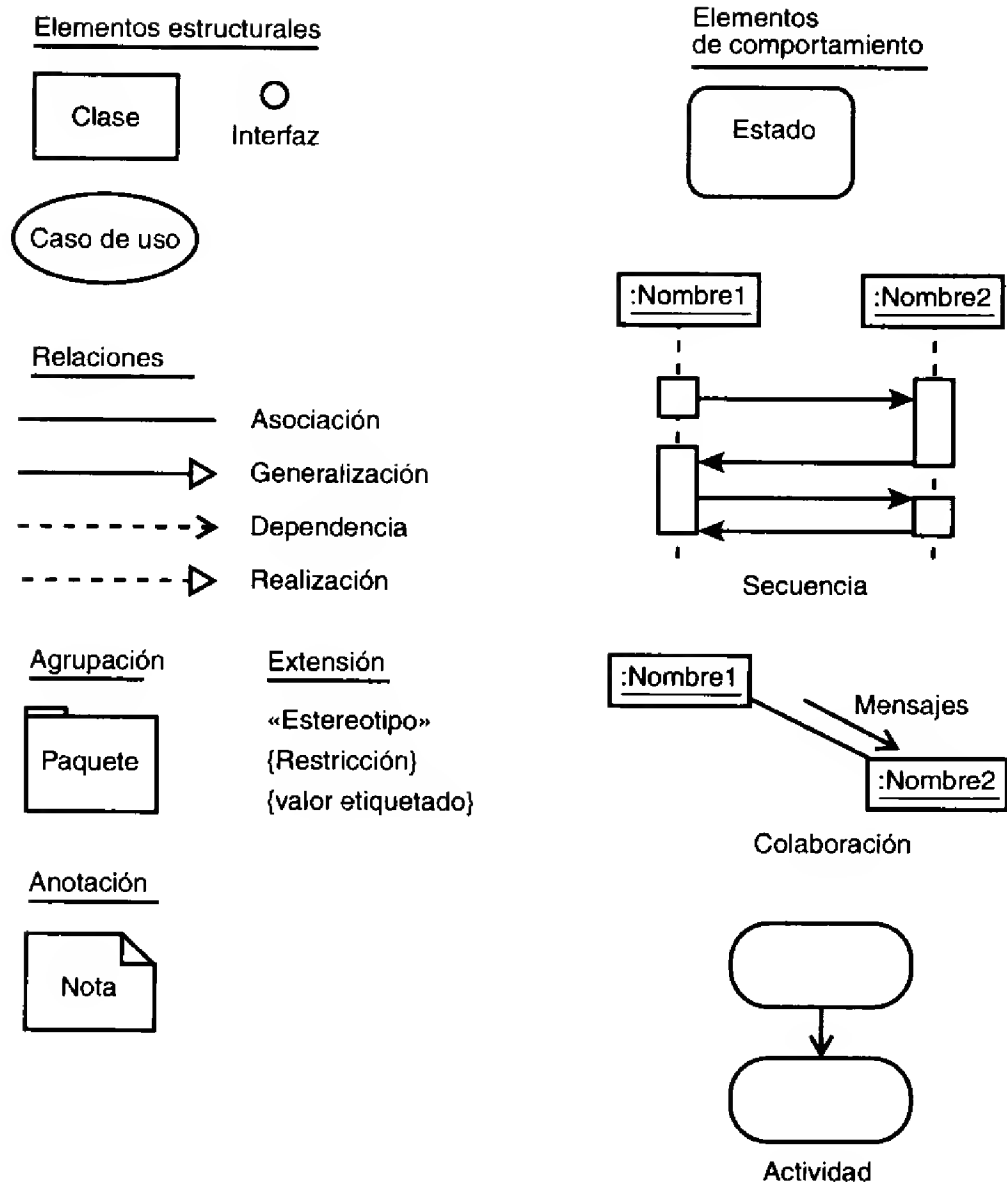 Elementos estructurales
Clase
Interfaz
Caso de uso
Relaciones
Asociación
Generalización
Dependencia
Realización
Agrupación
Paquete
Extensión
«Estereotipo»
{Restricción}
{valor etiquetado}
Anotación
Nota
Elementos
de comportamiento
Estado
:Nombre1
:Nombre2
Secuencia
:Nombre1
Mensajes
:Nombre2
Colaboración
Actividad